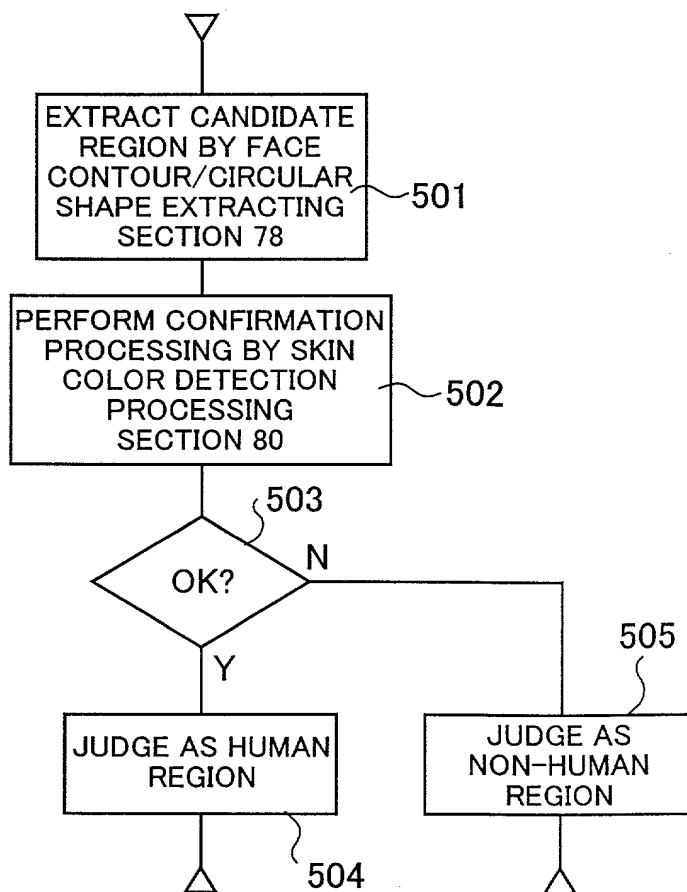 EXTRACT CANDIDATE
REGION BY FACE
CONTOUR/CIRCULAR
SHAPE EXTRACTING
SECTION 78
501
PERFORM CONFIRMATION
PROCESSING BY SKIN
COLOR DETECTION
PROCESSING
SECTION 80
502
503
OK?
N
Y
505
JUDGE AS HUMAN
REGION
504
JUDGE AS
NON-HUMAN
REGION